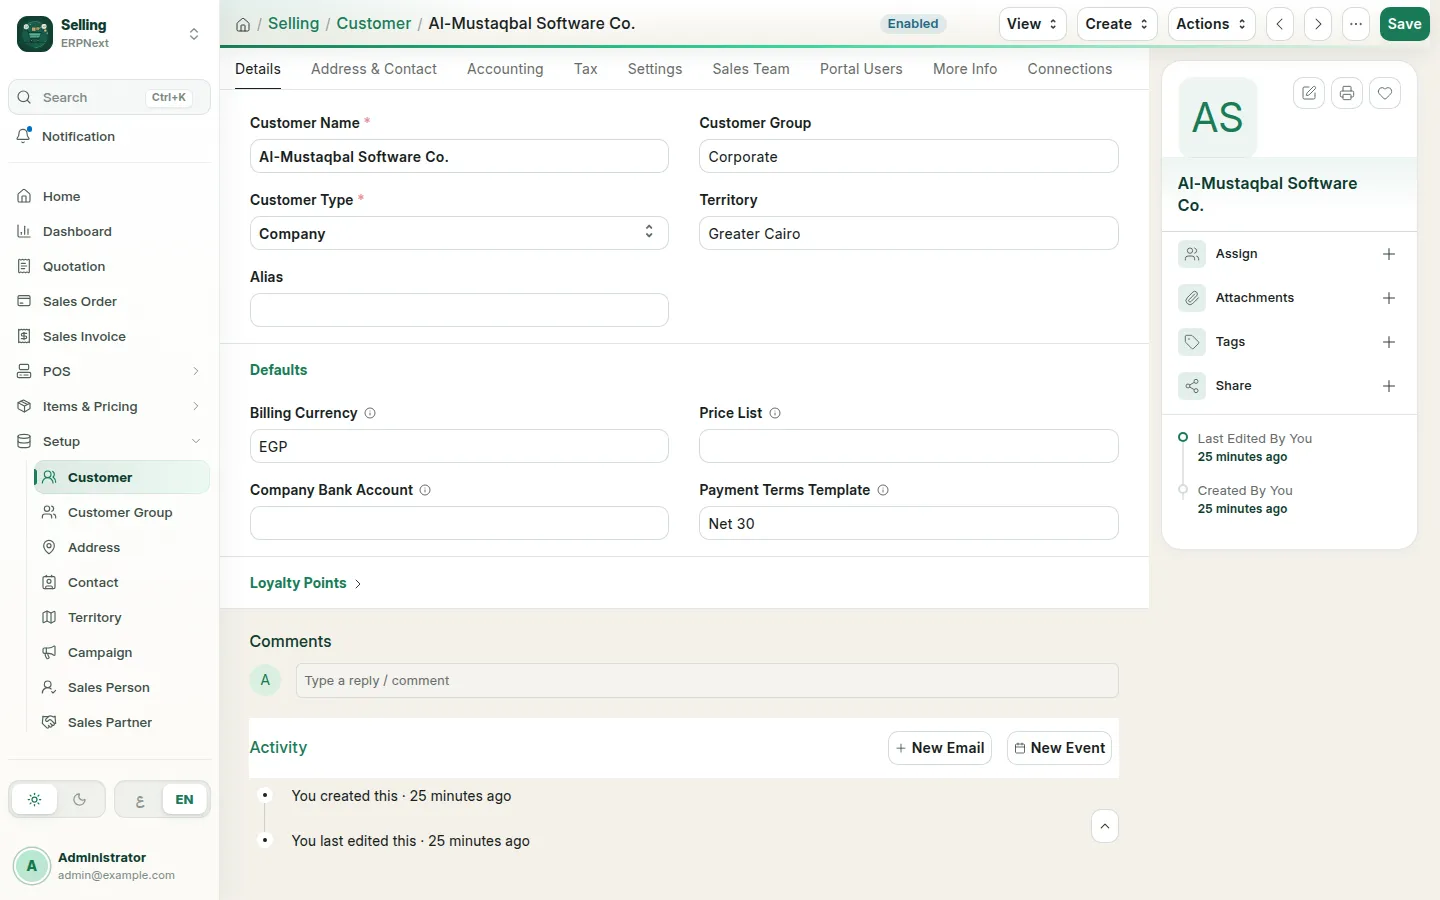 Selling
ERPNext
Search
Ctrl+K
Notification
Home
Dashboard
Quotation
Sales Order
Sales Invoice
POS
Items & Pricing
Setup
Customer
Customer Group
Address
Contact
Territory
Campaign
Sales Person
Sales Partner
ع
EN
A
Administrator
admin@example.com
/ Selling / Customer / Al-Mustaqbal Software Co.
Enabled
View
Create
Actions
Save
Details
Address & Contact
Accounting
Tax
Settings
Sales Team
Portal Users
More Info
Connections
Customer Name *
Al-Mustaqbal Software Co.
Customer Group
Corporate
Customer Type *
Company
Territory
Greater Cairo
Alias
Defaults
Billing Currency
EGP
Price List
Company Bank Account
Payment Terms Template
Net 30
Loyalty Points
Comments
A
Type a reply / comment
Activity
New Email
New Event
You created this · 25 minutes ago
You last edited this · 25 minutes ago
AS
Al-Mustaqbal Software
Co.
Assign
Attachments
Tags
Share
Last Edited By You
25 minutes ago
Created By You
25 minutes ago